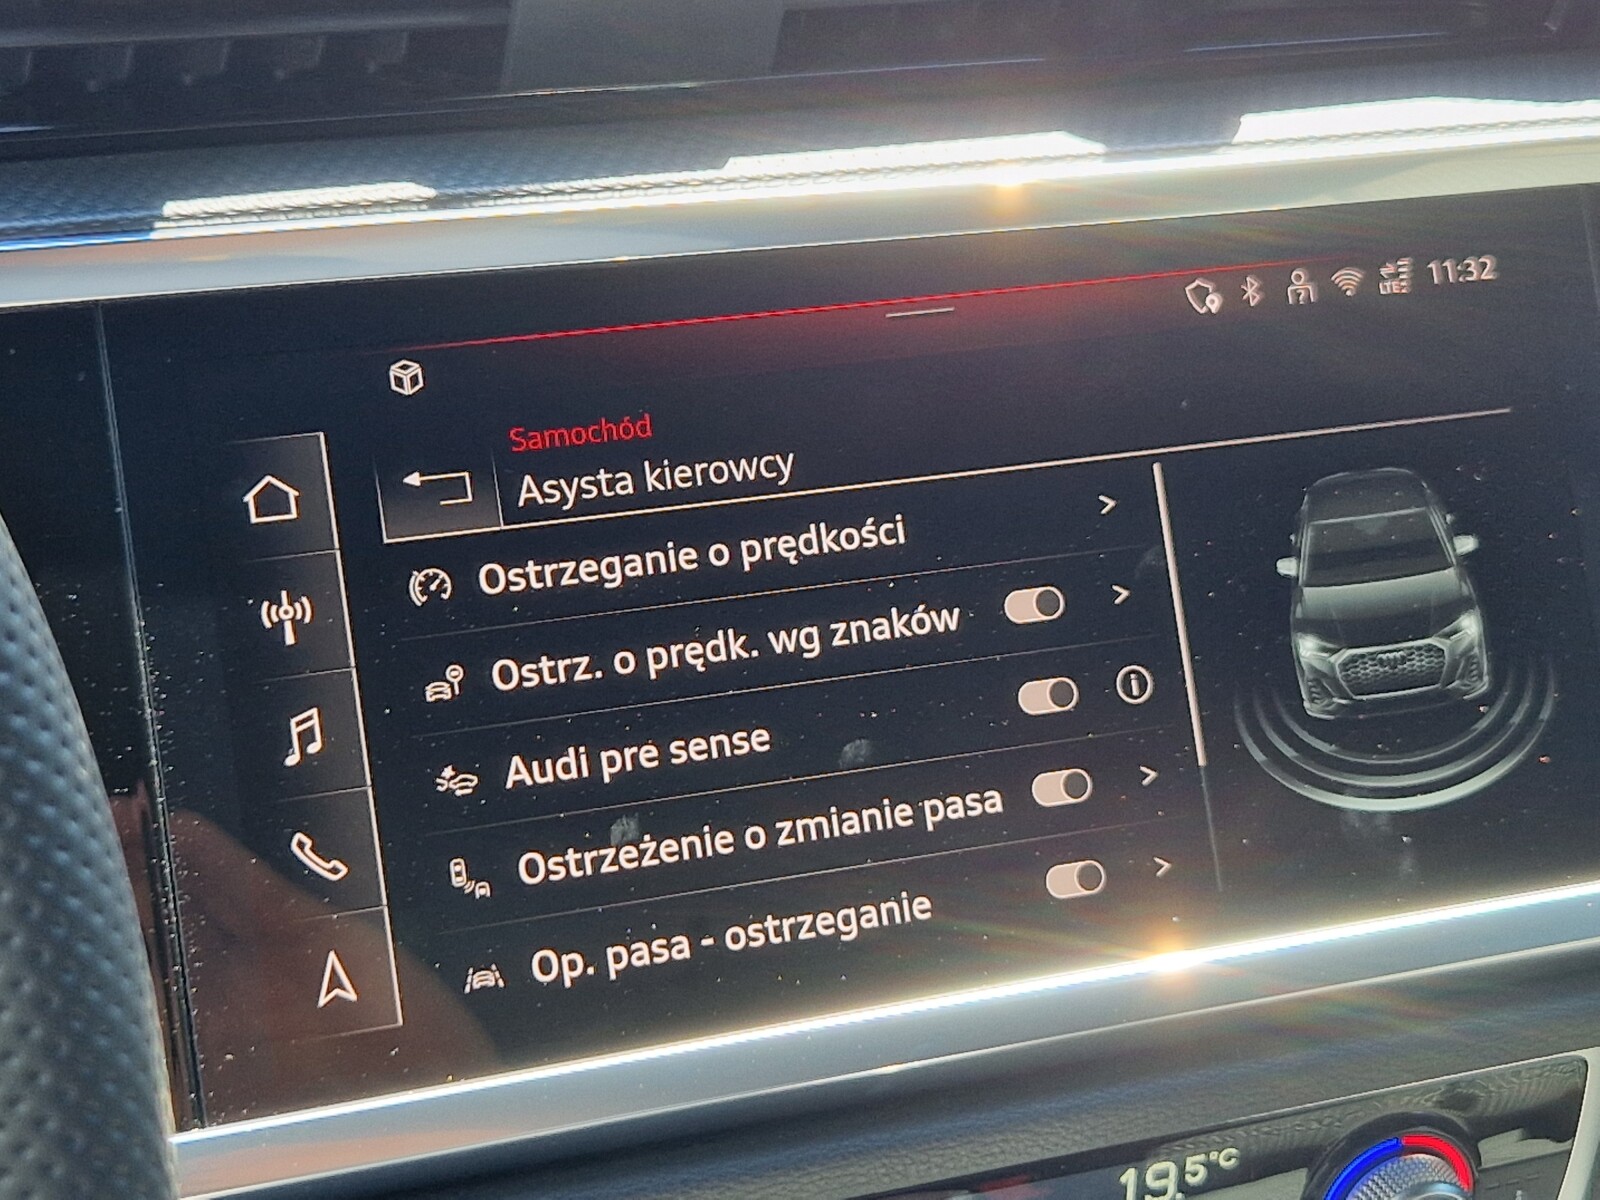 LTE2 11:32
Samochód
Asysta kierowcy
Ostrzeganie o prędkości
Ostrz. o prędk. wg znaków
Audi pre sense
Ostrzeżenie o zmianie pasa
Op. pasa - ostrzeganie
19.5°C